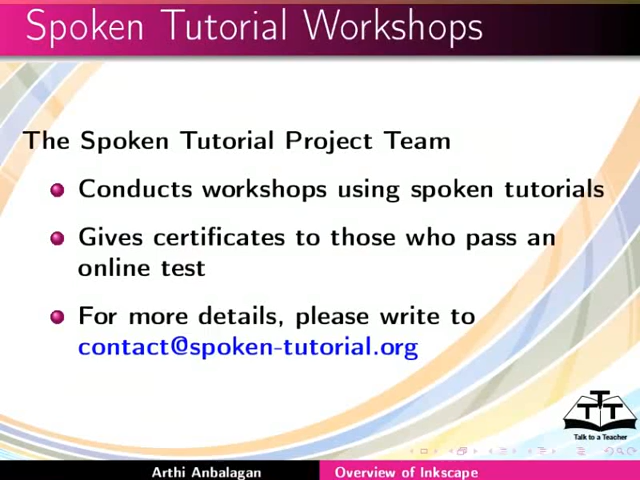 Spoken Tutorial Workshops
The Spoken Tutorial Project Team
Conducts workshops using spoken tutorials
Gives certificates to those who pass an
online test
For more details, please write to
contact@spoken-tutorial.org
TTT
Talk to a Teacher
Arthi Anbalagan
Overview of Inkscape